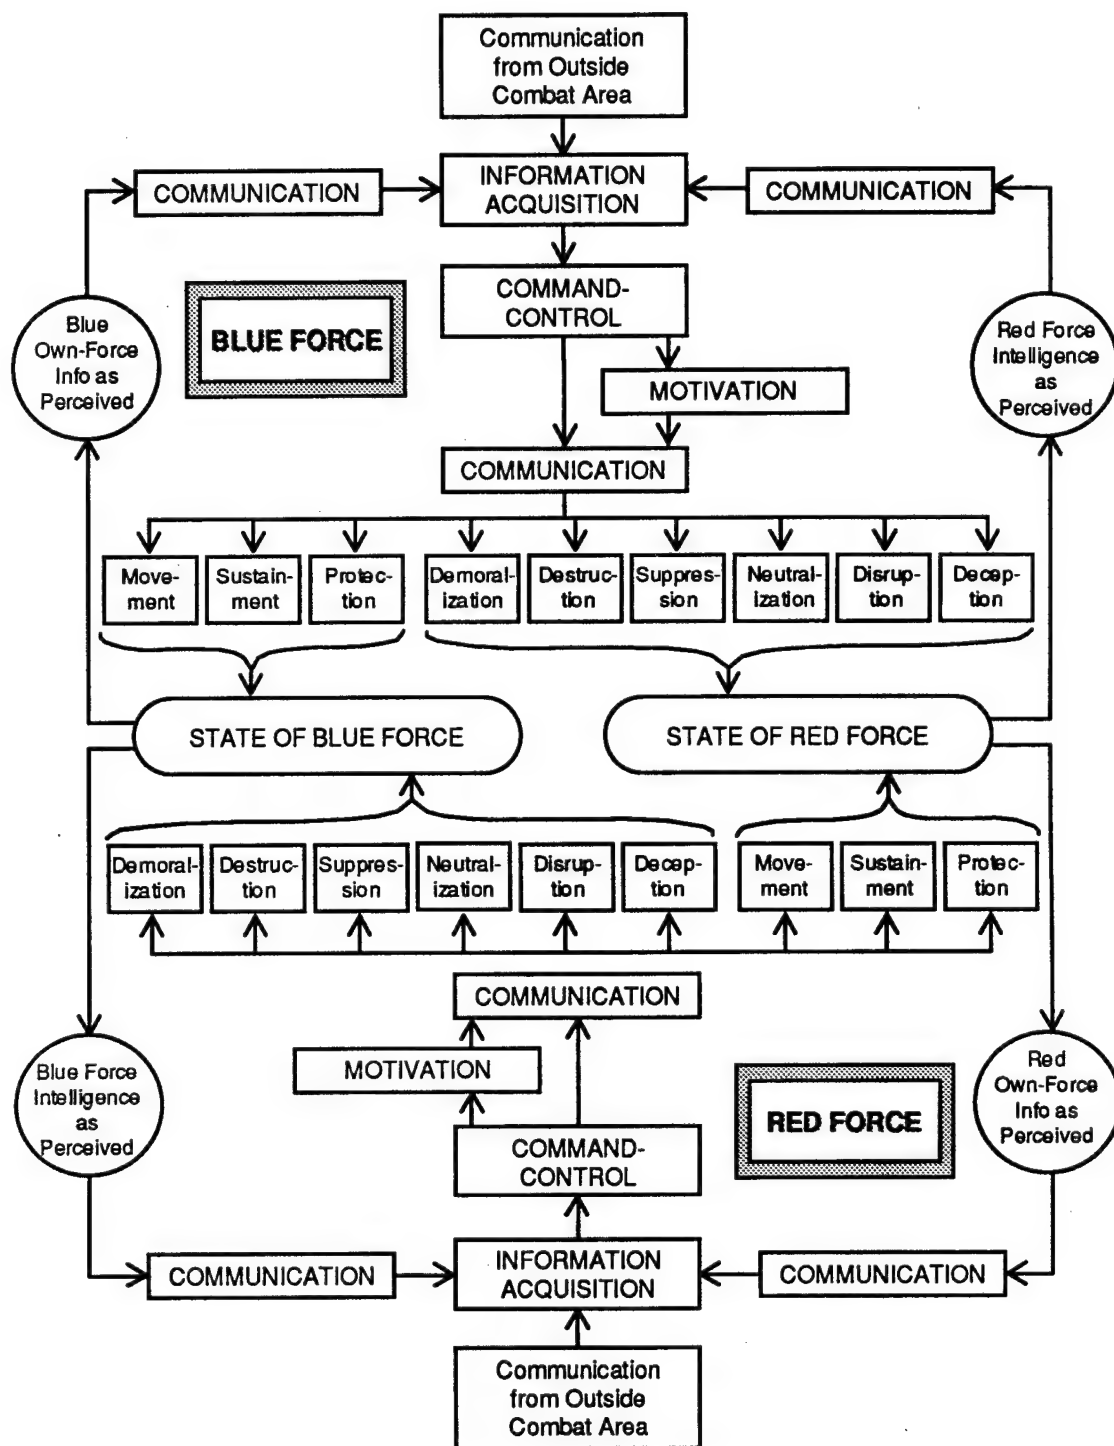 Communication
from Outside
Combat Area
COMMUNICATION
INFORMATION
ACQUISITION
COMMUNICATION
COMMAND-
CONTROL
BLUE FORCE
Blue
Own-Force
Info as
Perceived
Red Force
Intelligence
as
Perceived
MOTIVATION
COMMUNICATION
Move-
ment
Sustain-
ment
Protec-
tion
Demoral-
ization
Destruc-
tion
Suppres-
sion
Neutral-
ization
Disrup-
tion
Decep-
tion
STATE OF BLUE FORCE
STATE OF RED FORCE
Demoral-
ization
Destruc-
tion
Suppres-
sion
Neutral-
ization
Disrup-
tion
Decep-
tion
Move-
ment
Sustain-
ment
Protec-
tion
COMMUNICATION
MOTIVATION
Blue Force
Intelligence
as
Perceived
RED FORCE
Red
Own-Force
Info as
Perceived
COMMAND-
CONTROL
COMMUNICATION
INFORMATION
ACQUISITION
COMMUNICATION
Communication
from Outside
Combat Area